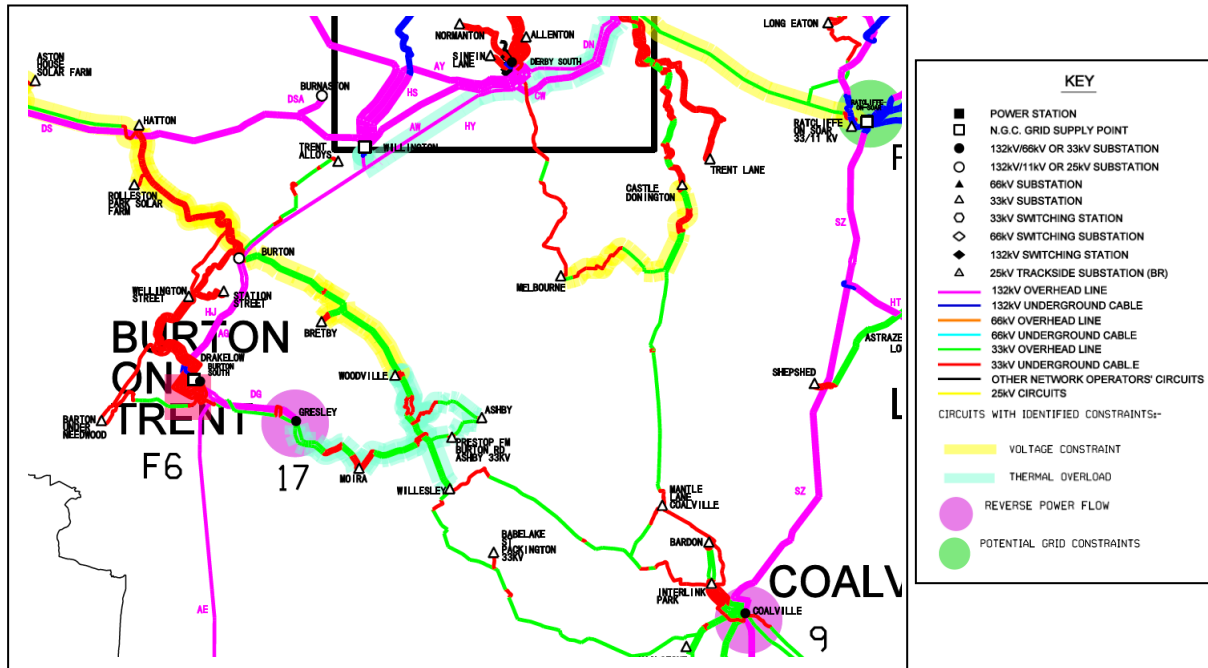 ASTON
HOUSE
SOLAR FARM
HATTON
DS
DSA
BURNASTON
ROLLESTON
PARK SOLAR
FARM
TRENT
ALLOYS
WILLINGTON
NORMANTON
ALLENTON
SINFIN
LANE
DERBY SOUTH
AY
HS
AW
HY
CW
DN
LONG EATON
RATCLIFFE
ON SOAR
33/11 KV
TRENT LANE
CASTLE
DONINGTON
MELBOURNE
SZ
HT
ASTRAZE
LO
SHEPSHED
L
BURTON
WELLINGTON
STREET
STATION
STREET
HJ
AG
BRETBY
BURTON
ON
TRENT
DRAKELOW
BURTON
SOUTH
WOODVILLE
BARTON
UNDER
NEEDWOOD
F6
DG
GRESLEY
17
MOIRA
ASHBY
PRESTOP FM
BURTON RD
ASHBY 33KV
WILLESLEY
AE
BABELAKE
ST
PACKINGTON
33KV
MANTLE
LANE
COALVILLE
BARDON
INTERLINK
PARK
SZ
COALV
COALVILLE
9
KEY
POWER STATION
N.G.C. GRID SUPPLY POINT
132kV/66kV OR 33kV SUBSTATION
132kV/11kV OR 25kV SUBSTATION
66kV SUBSTATION
33kV SUBSTATION
33kV SWITCHING STATION
66kV SWITCHING SUBSTATION
132kV SWITCHING STATION
25kV TRACKSIDE SUBSTATION (BR)
132kV OVERHEAD LINE
132kV UNDERGROUND CABLE
66kV OVERHEAD LINE
66kV UNDERGROUND CABLE
33kV OVERHEAD LINE
33kV UNDERGROUND CABLE
OTHER NETWORK OPERATORS' CIRCUITS
25kV CIRCUITS
CIRCUITS WITH IDENTIFIED CONSTRAINTS:-
VOLTAGE CONSTRAINT
THERMAL OVERLOAD
REVERSE POWER FLOW
POTENTIAL GRID CONSTRAINTS